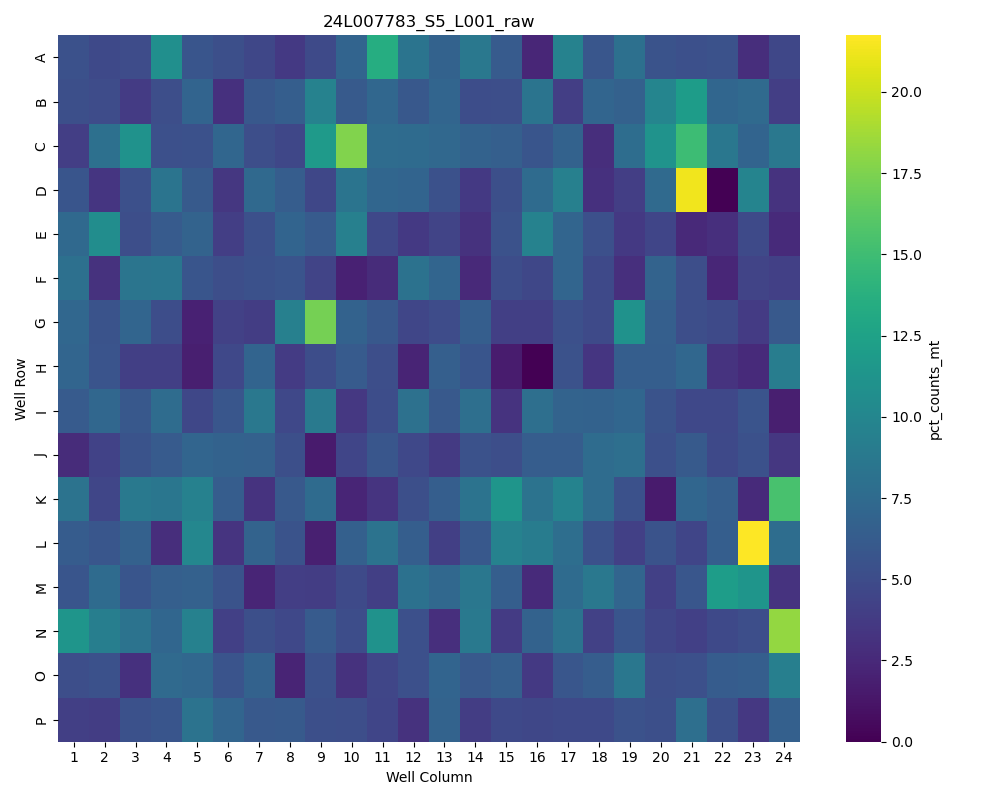 24L007783_S5_L001_raw
Well Row
A
B
C
D
E
F
G
H
I
J
K
L
M
N
O
P
1 2 3 4 5 6 7 8 9 10 11 12 13 14 15 16 17 18 19 20 21 22 23 24
Well Column
20.0
17.5
15.0
12.5
10.0
7.5
5.0
2.5
0.0
pct_counts_mt